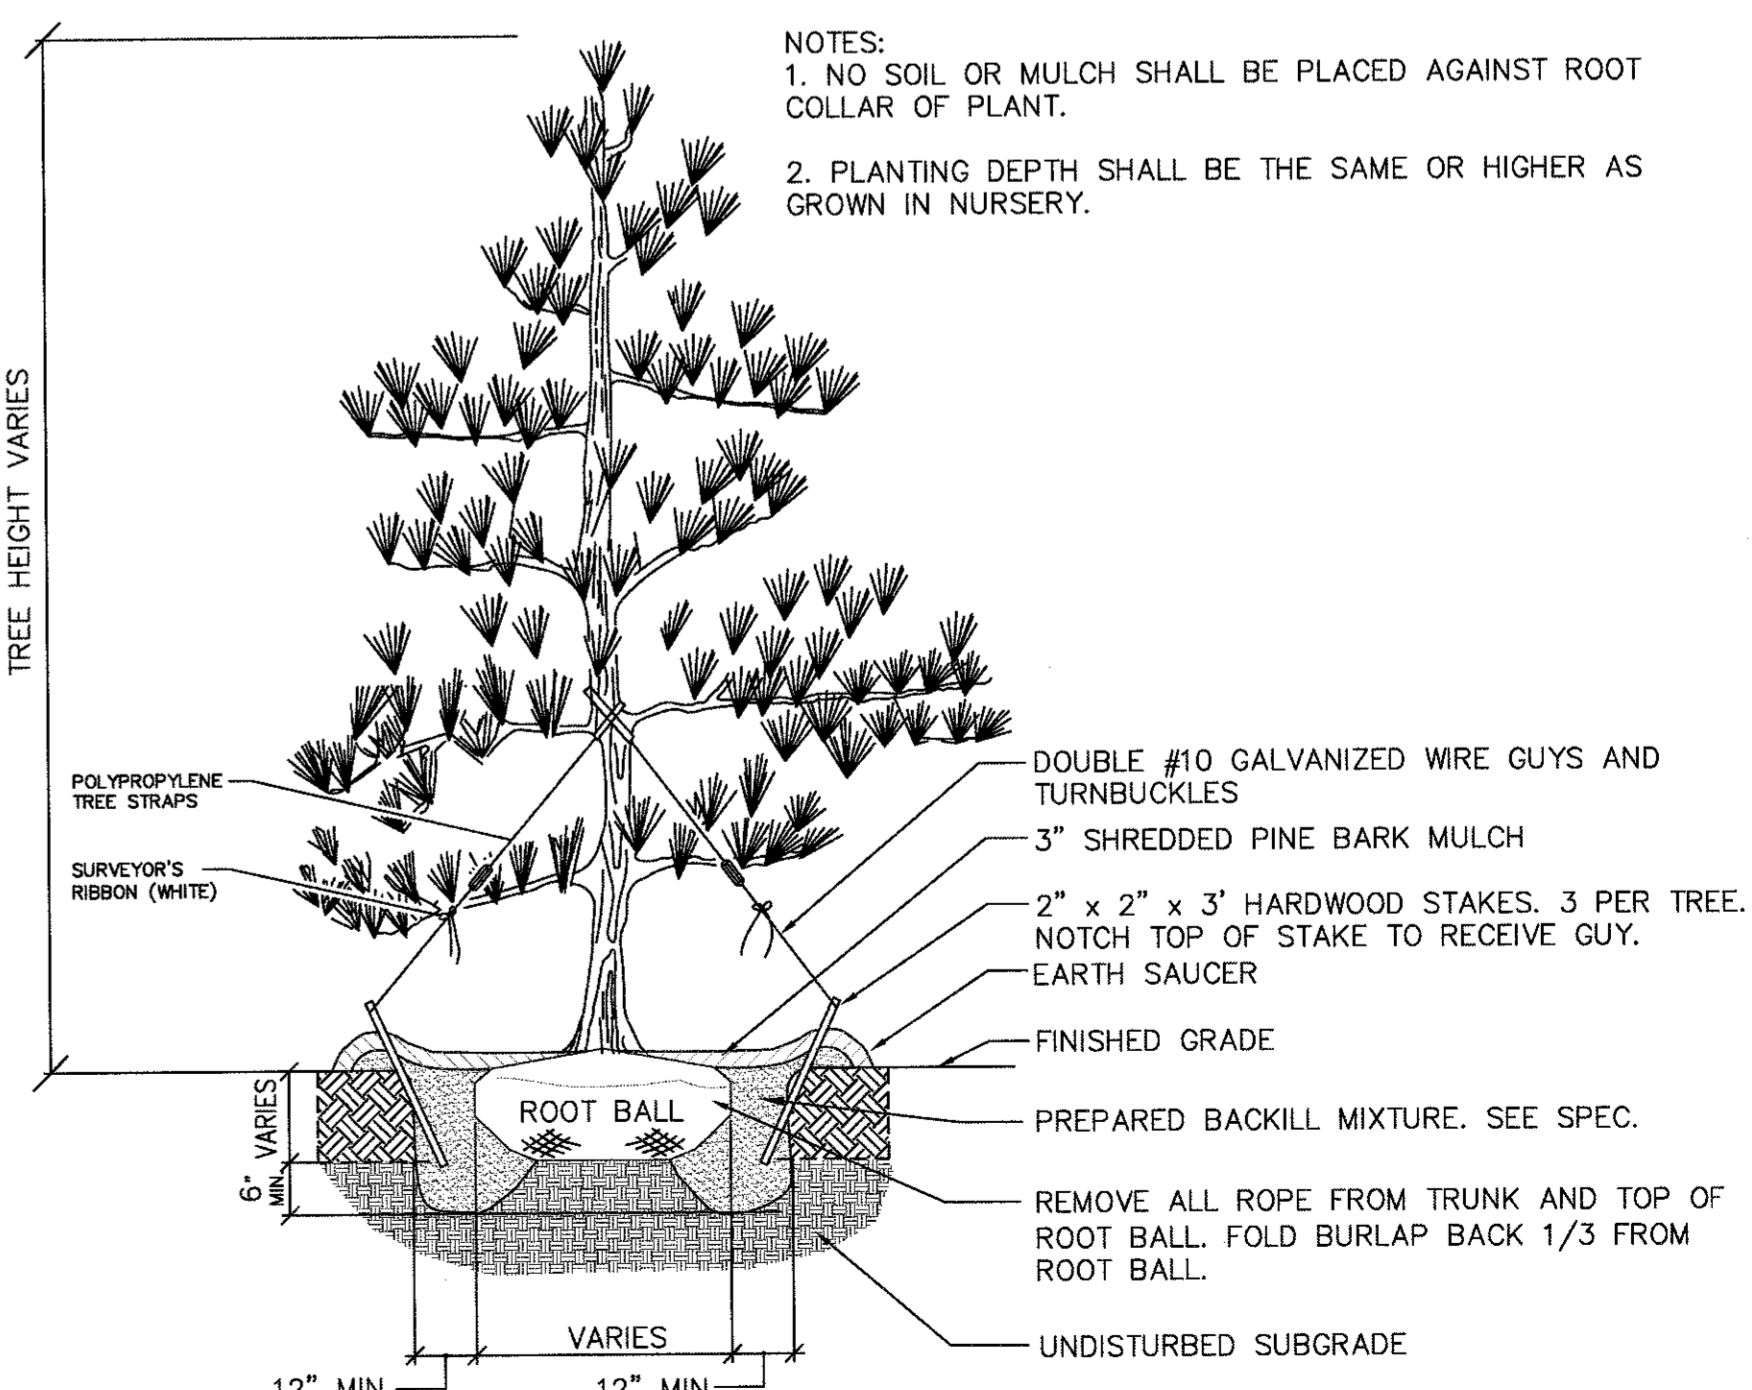 NOTES:
1. NO SOIL OR MULCH SHALL BE PLACED AGAINST ROOT
COLLAR OF PLANT.
2. PLANTING DEPTH SHALL BE THE SAME OR HIGHER AS
GROWN IN NURSERY.
TREE HEIGHT VARIES
POLYPROPYLENE
TREE STRAPS
SURVEYOR'S
RIBBON (WHITE)
DOUBLE #10 GALVANIZED WIRE GUYS AND
TURNBUCKLES
3" SHREDDED PINE BARK MULCH
2" x 2" x 3' HARDWOOD STAKES. 3 PER TREE.
NOTCH TOP OF STAKE TO RECEIVE GUY.
EARTH SAUCER
FINISHED GRADE
ROOT BALL
VARIES
6"
MIN.
PREPARED BACKILL MIXTURE. SEE SPEC.
REMOVE ALL ROPE FROM TRUNK AND TOP OF
ROOT BALL. FOLD BURLAP BACK 1/3 FROM
ROOT BALL.
UNDISTURBED SUBGRADE
VARIES
12" MIN
12" MIN